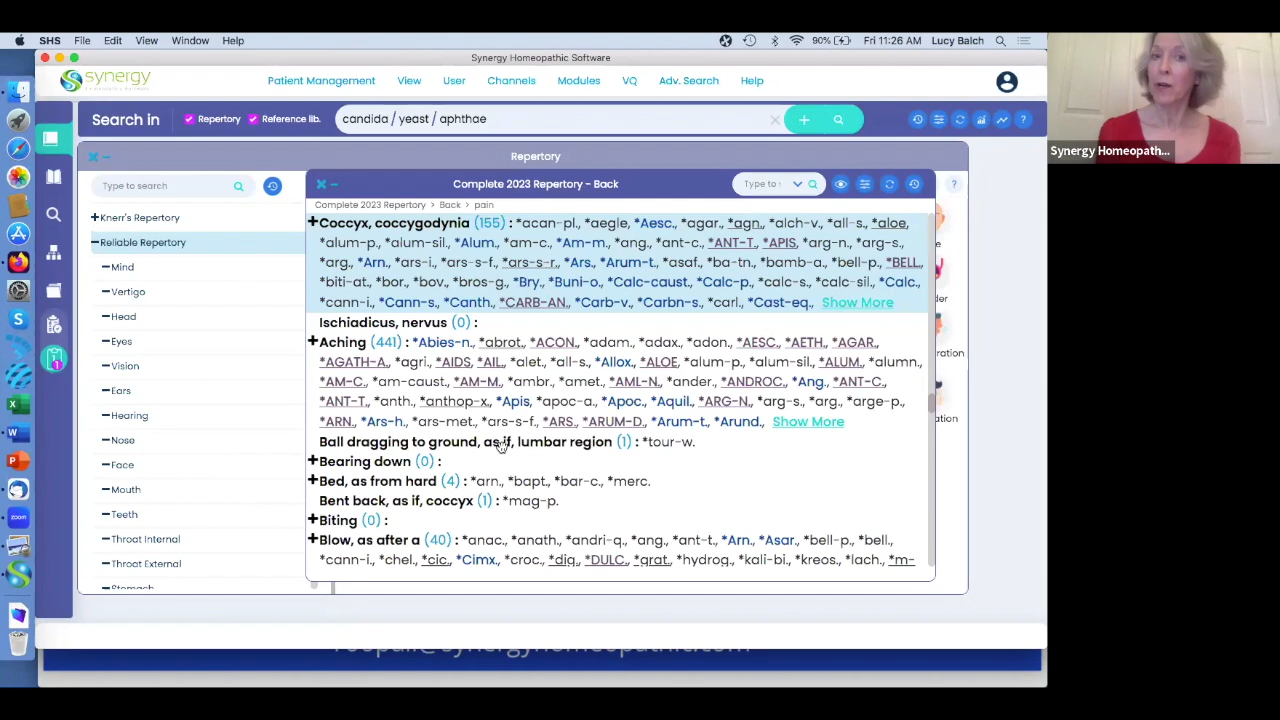 SHS File Edit View Window Help 90% Fri 11:26 AM Lucy Balch
Synergy Homeopathic Software
synergy
Patient Management View User Channels Modules VQ Adv. Search Help
Search in Repertory Reference lib. candida / yeast / aphthae + ?
Repertory
Type to search
Knerr's Repertory
Reliable Repertory
Mind
Vertigo
Head
Eyes
Vision
Ears
Hearing
Nose
Face
Mouth
Teeth
Throat Internal
Throat External
Stomach
Complete 2023 Repertory - Back Type to
Complete 2023 Repertory > Back > pain
Coccyx, coccygodynia (155) : *acan-pl., *aegle, *Aesc., *agar., *agn., *alch-v., *all-s., *aloe,
*alum-p., *alum-sil., *Alum., *am-c., *Am-m., *ang., *ant-c., *ANT-T., *APIS, *arg-n., *arg-s.,
*arg., *Arn., *ars-i., *ars-s-f., *ars-s-r., *Ars., *Arum-t., *asaf., *ba-tn., *bamb-a., *bell-p., *BELL.,
*biti-at., *bor., *bov., *bros-g., *Bry., *Buni-o., *Calc-caust., *Calc-p., *calc-s., *calc-sil., *Calc.,
*cann-i., *Cann-s., *Canth., *CARB-AN., *Carb-v., *Carbn-s., *carl., *Cast-eq., Show More
Ischiadicus, nervus (0) :
Aching (441) : *Abies-n., *abrot., *ACON., *adam., *adax., *adon., *AESC., *AETH., *AGAR.,
*AGATH-A., *agri., *AIDS, *AIL., *alet., *all-s., *Allox., *ALOE, *alum-p., *alum-sil., *ALUM., *alumn.,
*AM-C., *am-caust., *AM-M., *ambr., *amet., *AML-N., *ander., *ANDROC., *Ang., *ANT-C.,
*ANT-T., *anth., *anthop-x., *Apis, *apoc-a., *Apoc., *Aquil., *ARG-N., *arg-s., *arg., *arge-p.,
*ARN., *Ars-h., *ars-met., *ars-s-f., *ARS., *ARUM-D., *Arum-t., *Arund., Show More
Ball dragging to ground, as if, lumbar region (1) : *tour-w.
Bearing down (0) :
Bed, as from hard (4) : *arn., *bapt., *bar-c., *merc.
Bent back, as if, coccyx (1) : *mag-p.
Biting (0) :
Blow, as after a (40) : *anac., *anath., *andri-q., *ang., *ant-t., *Arn., *Asar., *bell-p., *bell.,
*cann-i., *chel., *cic., *Cimx., *croc., *dig., *DULC., *grat., *hydrog., *kali-bi., *kreos., *lach., *m-
?
Synergy Homeopath...